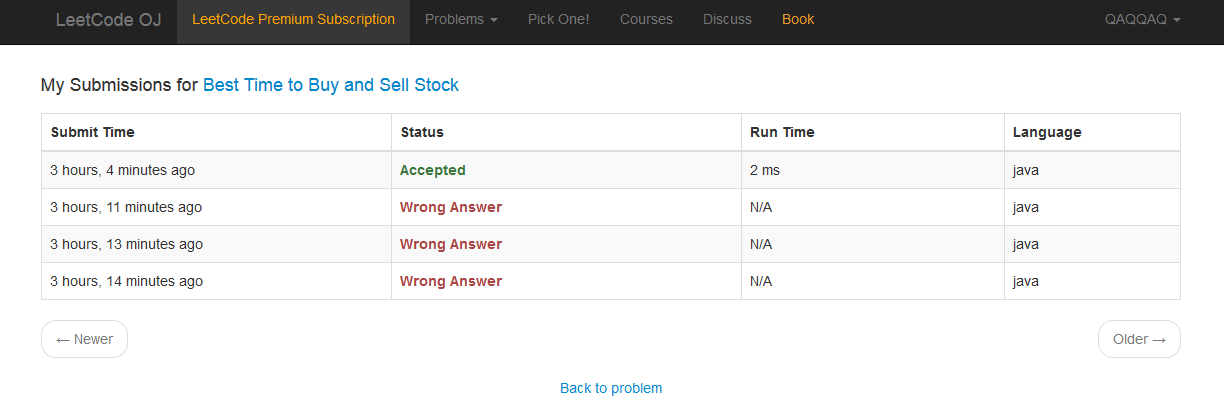 LeetCode OJ LeetCode Premium Subscription Problems Pick One! Courses Discuss Book QAQQAQ
My Submissions for Best Time to Buy and Sell Stock
Submit Time Status Run Time Language
3 hours, 4 minutes ago Accepted 2 ms java
3 hours, 11 minutes ago Wrong Answer N/A java
3 hours, 13 minutes ago Wrong Answer N/A java
3 hours, 14 minutes ago Wrong Answer N/A java
← Newer Older →
Back to problem